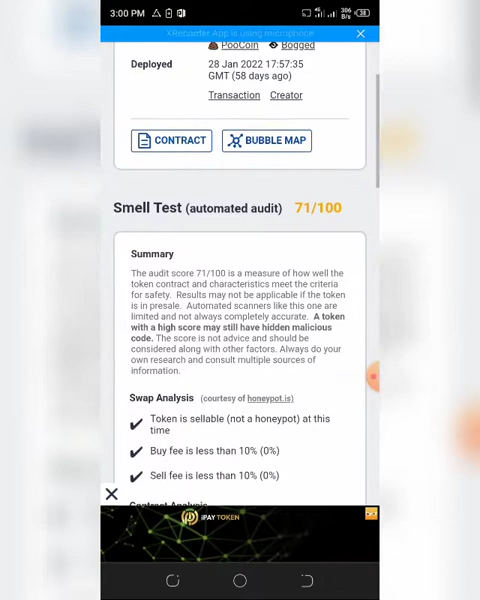 3:00 PM
4G
306
B/s
38
XRecorder App is using microphone
PooCoin
Bogged
Deployed
28 Jan 2022 17:57:35
GMT (58 days ago)
Transaction
Creator
CONTRACT
BUBBLE MAP
Smell Test (automated audit) 71/100
Summary
The audit score 71/100 is a measure of how well the
token contract and characteristics meet the criteria
for safety. Results may not be applicable if the token
is in presale. Automated scanners like this one are
limited and not always completely accurate. A token
with a high score may still have hidden malicious
code. The score is not advice and should be
considered along with other factors. Always do your
own research and consult multiple sources of
information.
Swap Analysis (courtesy of honeypot.is)
Token is sellable (not a honeypot) at this
time
Buy fee is less than 10% (0%)
Sell fee is less than 10% (0%)
Contract Analysis
iPAY TOKEN